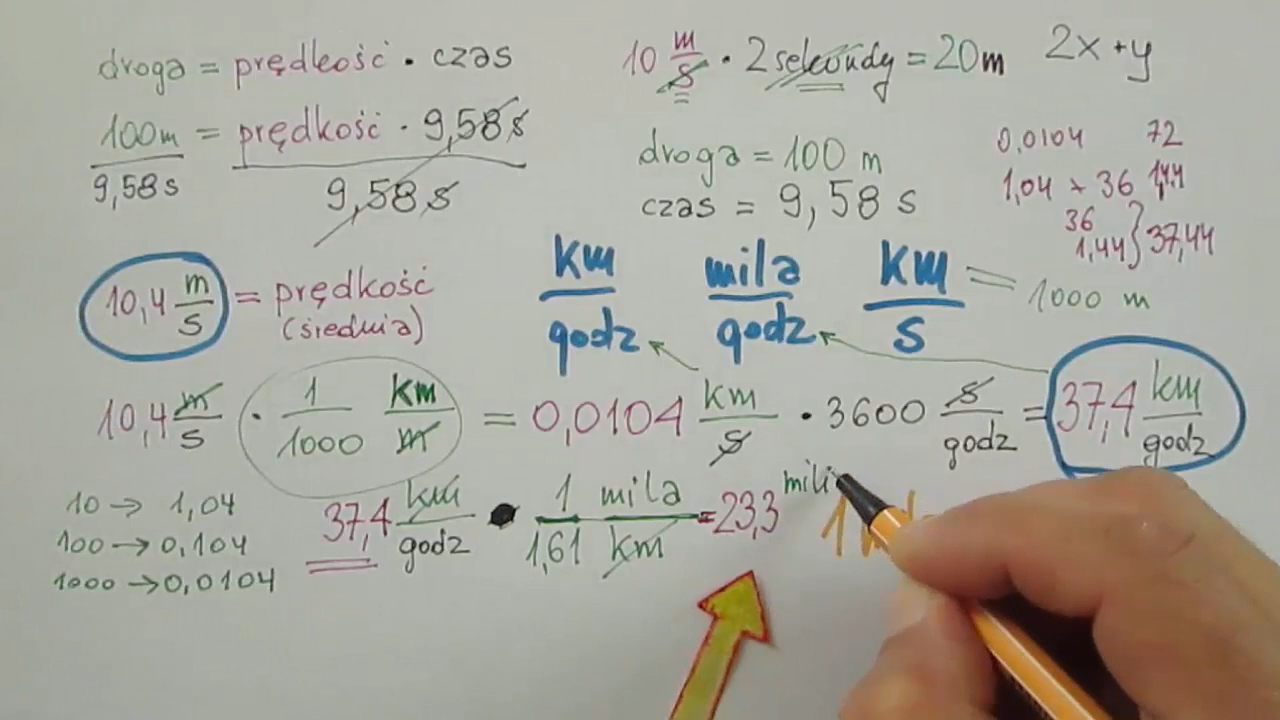 droga = prędkość · czas
100m = prędkość · 9,58 s
9,58 s 9,58 s
10 m/s · 2 sekundy = 20m
2x + y
droga = 100 m
czas = 9,58 s
0,0104 72
1,04 × 36 1,44
36
1,44 } 37,44
10,4 m/s = prędkość
(średnia)
km/godz mila/godz km/s = 1000 m
10,4 m/s · 1/1000 km/m = 0,0104 km/s · 3600 s/godz = 37,4 km/godz
10 → 1,04
100 → 0,104
1000 → 0,0104
37,4 km/godz · 1 mila/1,61 km = 23,3 mili
1